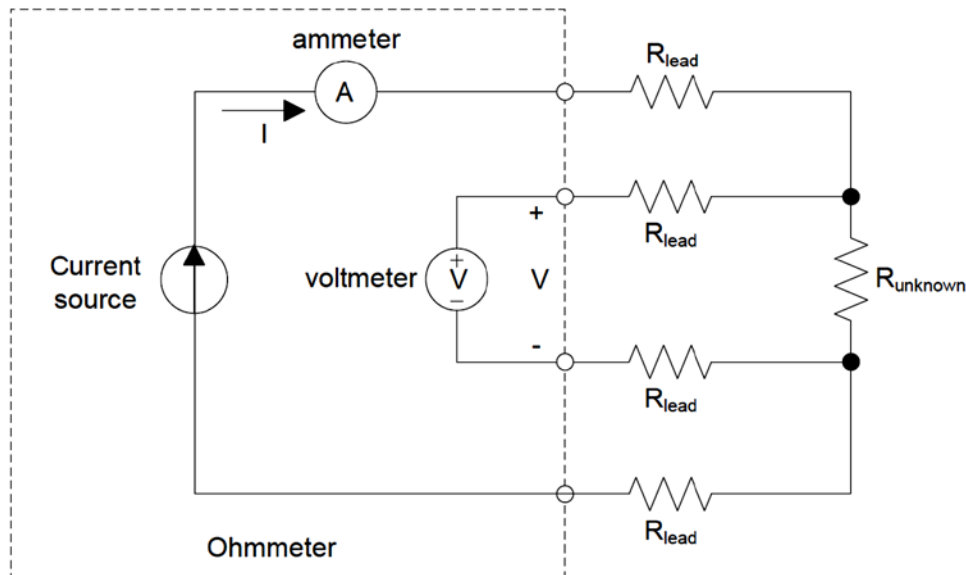 ammeter
R_lead
A
I
R_lead
+
Current
source
voltmeter
+
V
−
V
R_unknown
-
R_lead
R_lead
Ohmmeter